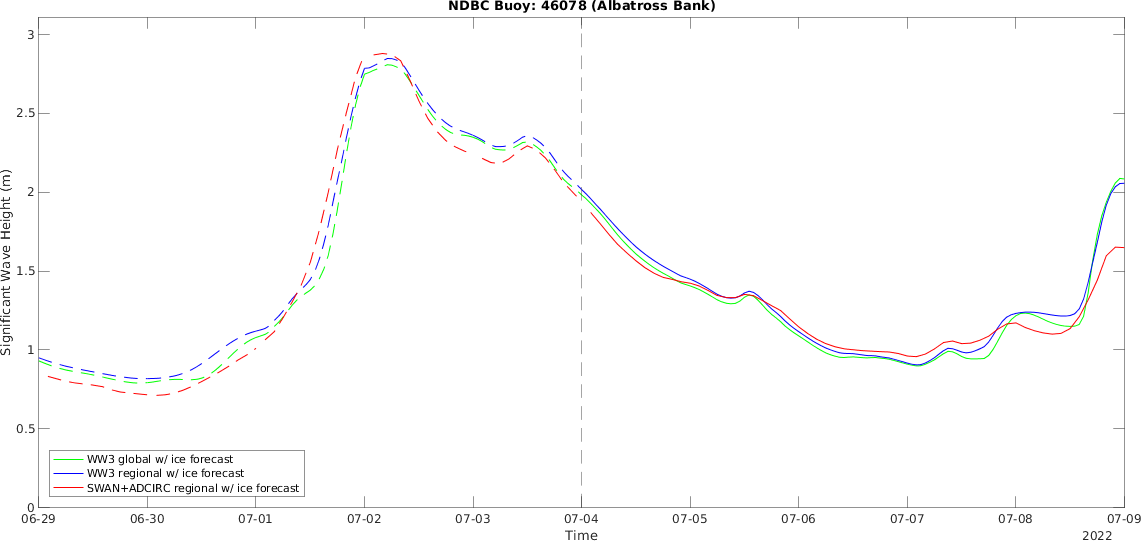 NDBC Buoy: 46078 (Albatross Bank)
3
2.5
2
1.5
1
0.5
0
Significant Wave Height (m)
WW3 global w/ ice forecast
WW3 regional w/ ice forecast
SWAN+ADCIRC regional w/ ice forecast
06-29 06-30 07-01 07-02 07-03 07-04 07-05 07-06 07-07 07-08 07-09
Time
2022